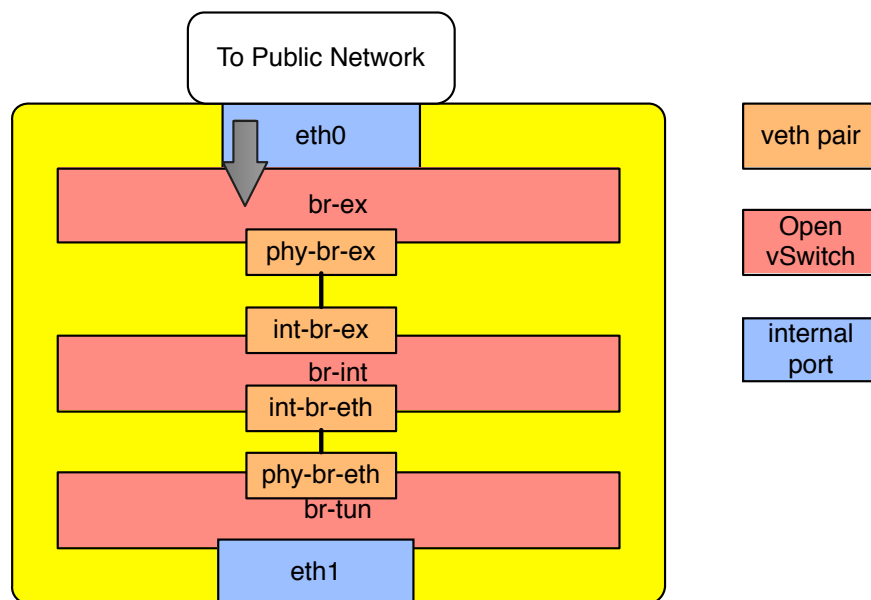 To Public Network
eth0
br-ex
phy-br-ex
int-br-ex
br-int
int-br-eth
phy-br-eth
br-tun
eth1
veth pair
Open
vSwitch
internal
port